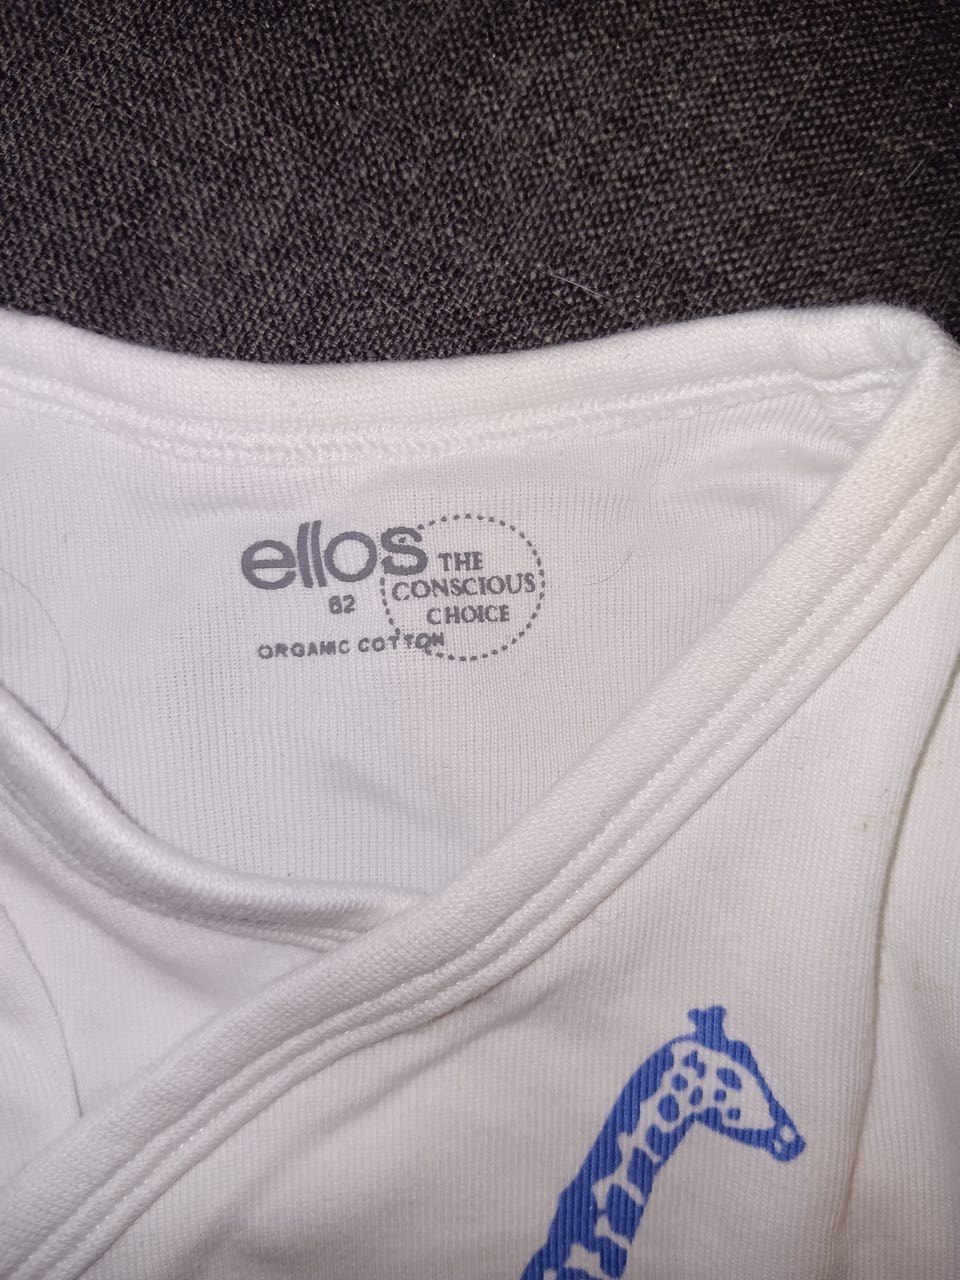 ellos
THE
CONSCIOUS
CHOICE
62
ORGANIC COTTON